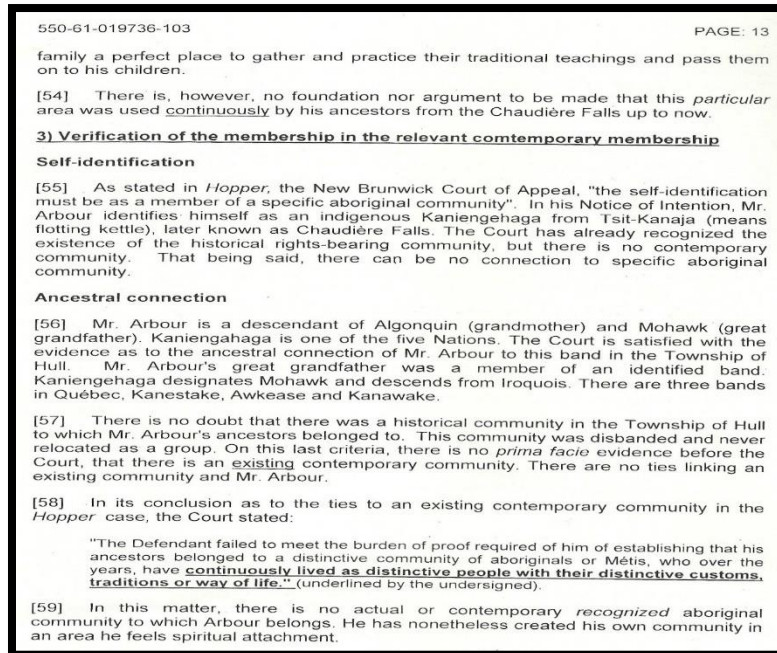 550-61-019736-103 PAGE: 13
family a perfect place to gather and practice their traditional teachings and pass them
on to his children.
[54] There is, however, no foundation nor argument to be made that this particular
area was used continuously by his ancestors from the Chaudière Falls up to now.
3) Verification of the membership in the relevant comtemporary membership
Self-identification
[55] As stated in Hopper, the New Brunswick Court of Appeal, "the self-identification
must be as a member of a specific aboriginal community". In his Notice of Intention, Mr.
Arbour identifies himself as an indigenous Kaniengehaga from Tsit-Kanaja (means
flotting kettle), later known as Chaudière Falls. The Court has already recognized the
existence of the historical rights-bearing community, but there is no contemporary
community. That being said, there can be no connection to specific aboriginal
community.
Ancestral connection
[56] Mr. Arbour is a descendant of Algonquin (grandmother) and Mohawk (great
grandfather). Kaniengahaga is one of the five Nations. The Court is satisfied with the
evidence as to the ancestral connection of Mr. Arbour to this band in the Township of
Hull. Mr. Arbour's great grandfather was a member of an identified band.
Kaniengehaga designates Mohawk and descends from Iroquois. There are three bands
in Québec, Kanestake, Awkease and Kanawake.
[57] There is no doubt that there was a historical community in the Township of Hull
to which Mr. Arbour's ancestors belonged to. This community was disbanded and never
relocated as a group. On this last criteria, there is no prima facie evidence before the
Court, that there is an existing contemporary community. There are no ties linking an
existing community and Mr. Arbour.
[58] In its conclusion as to the ties to an existing contemporary community in the
Hopper case, the Court stated:
"The Defendant failed to meet the burden of proof required of him of establishing that his
ancestors belonged to a distinctive community of aboriginals or Métis, who over the
years, have continuously lived as distinctive people with their distinctive customs,
traditions or way of life." (underlined by the undersigned).
[59] In this matter, there is no actual or contemporary recognized aboriginal
community to which Arbour belongs. He has nonetheless created his own community in
an area he feels spiritual attachment.